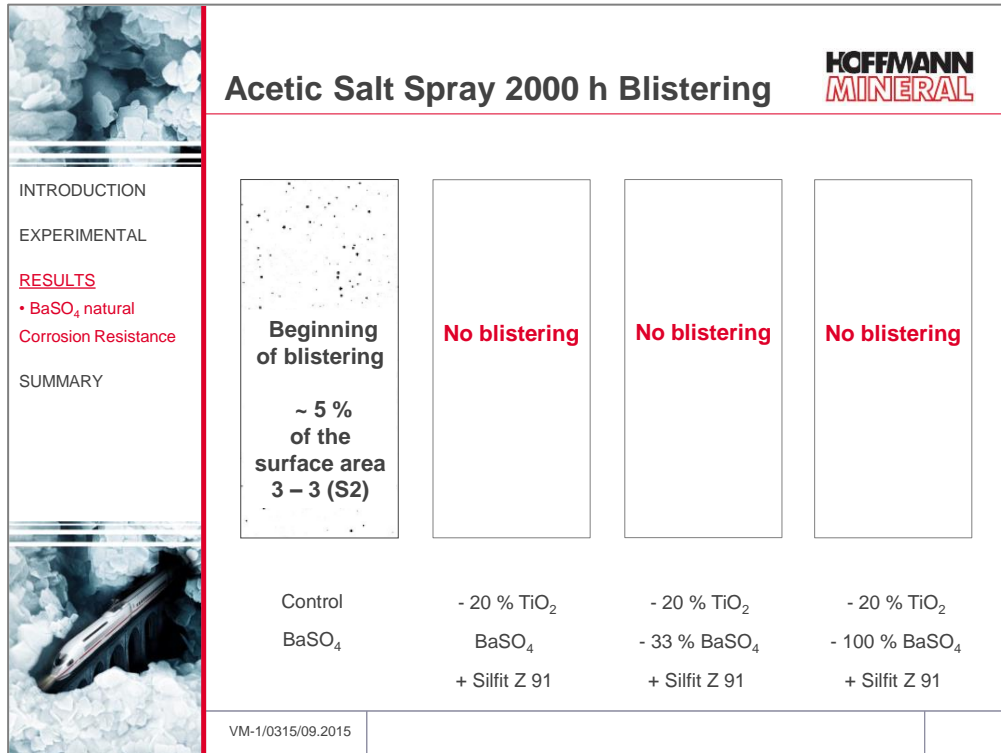 Acetic Salt Spray 2000 h Blistering
HOFFMANN
MINERAL
INTRODUCTION
EXPERIMENTAL
RESULTS
• BaSO₄ natural
Corrosion Resistance
SUMMARY
Beginning
of blistering
~ 5 %
of the
surface area
3 – 3 (S2)
No blistering
No blistering
No blistering
Control
BaSO₄
- 20 % TiO₂
BaSO₄
+ Silfit Z 91
- 20 % TiO₂
- 33 % BaSO₄
+ Silfit Z 91
- 20 % TiO₂
- 100 % BaSO₄
+ Silfit Z 91
VM-1/0315/09.2015